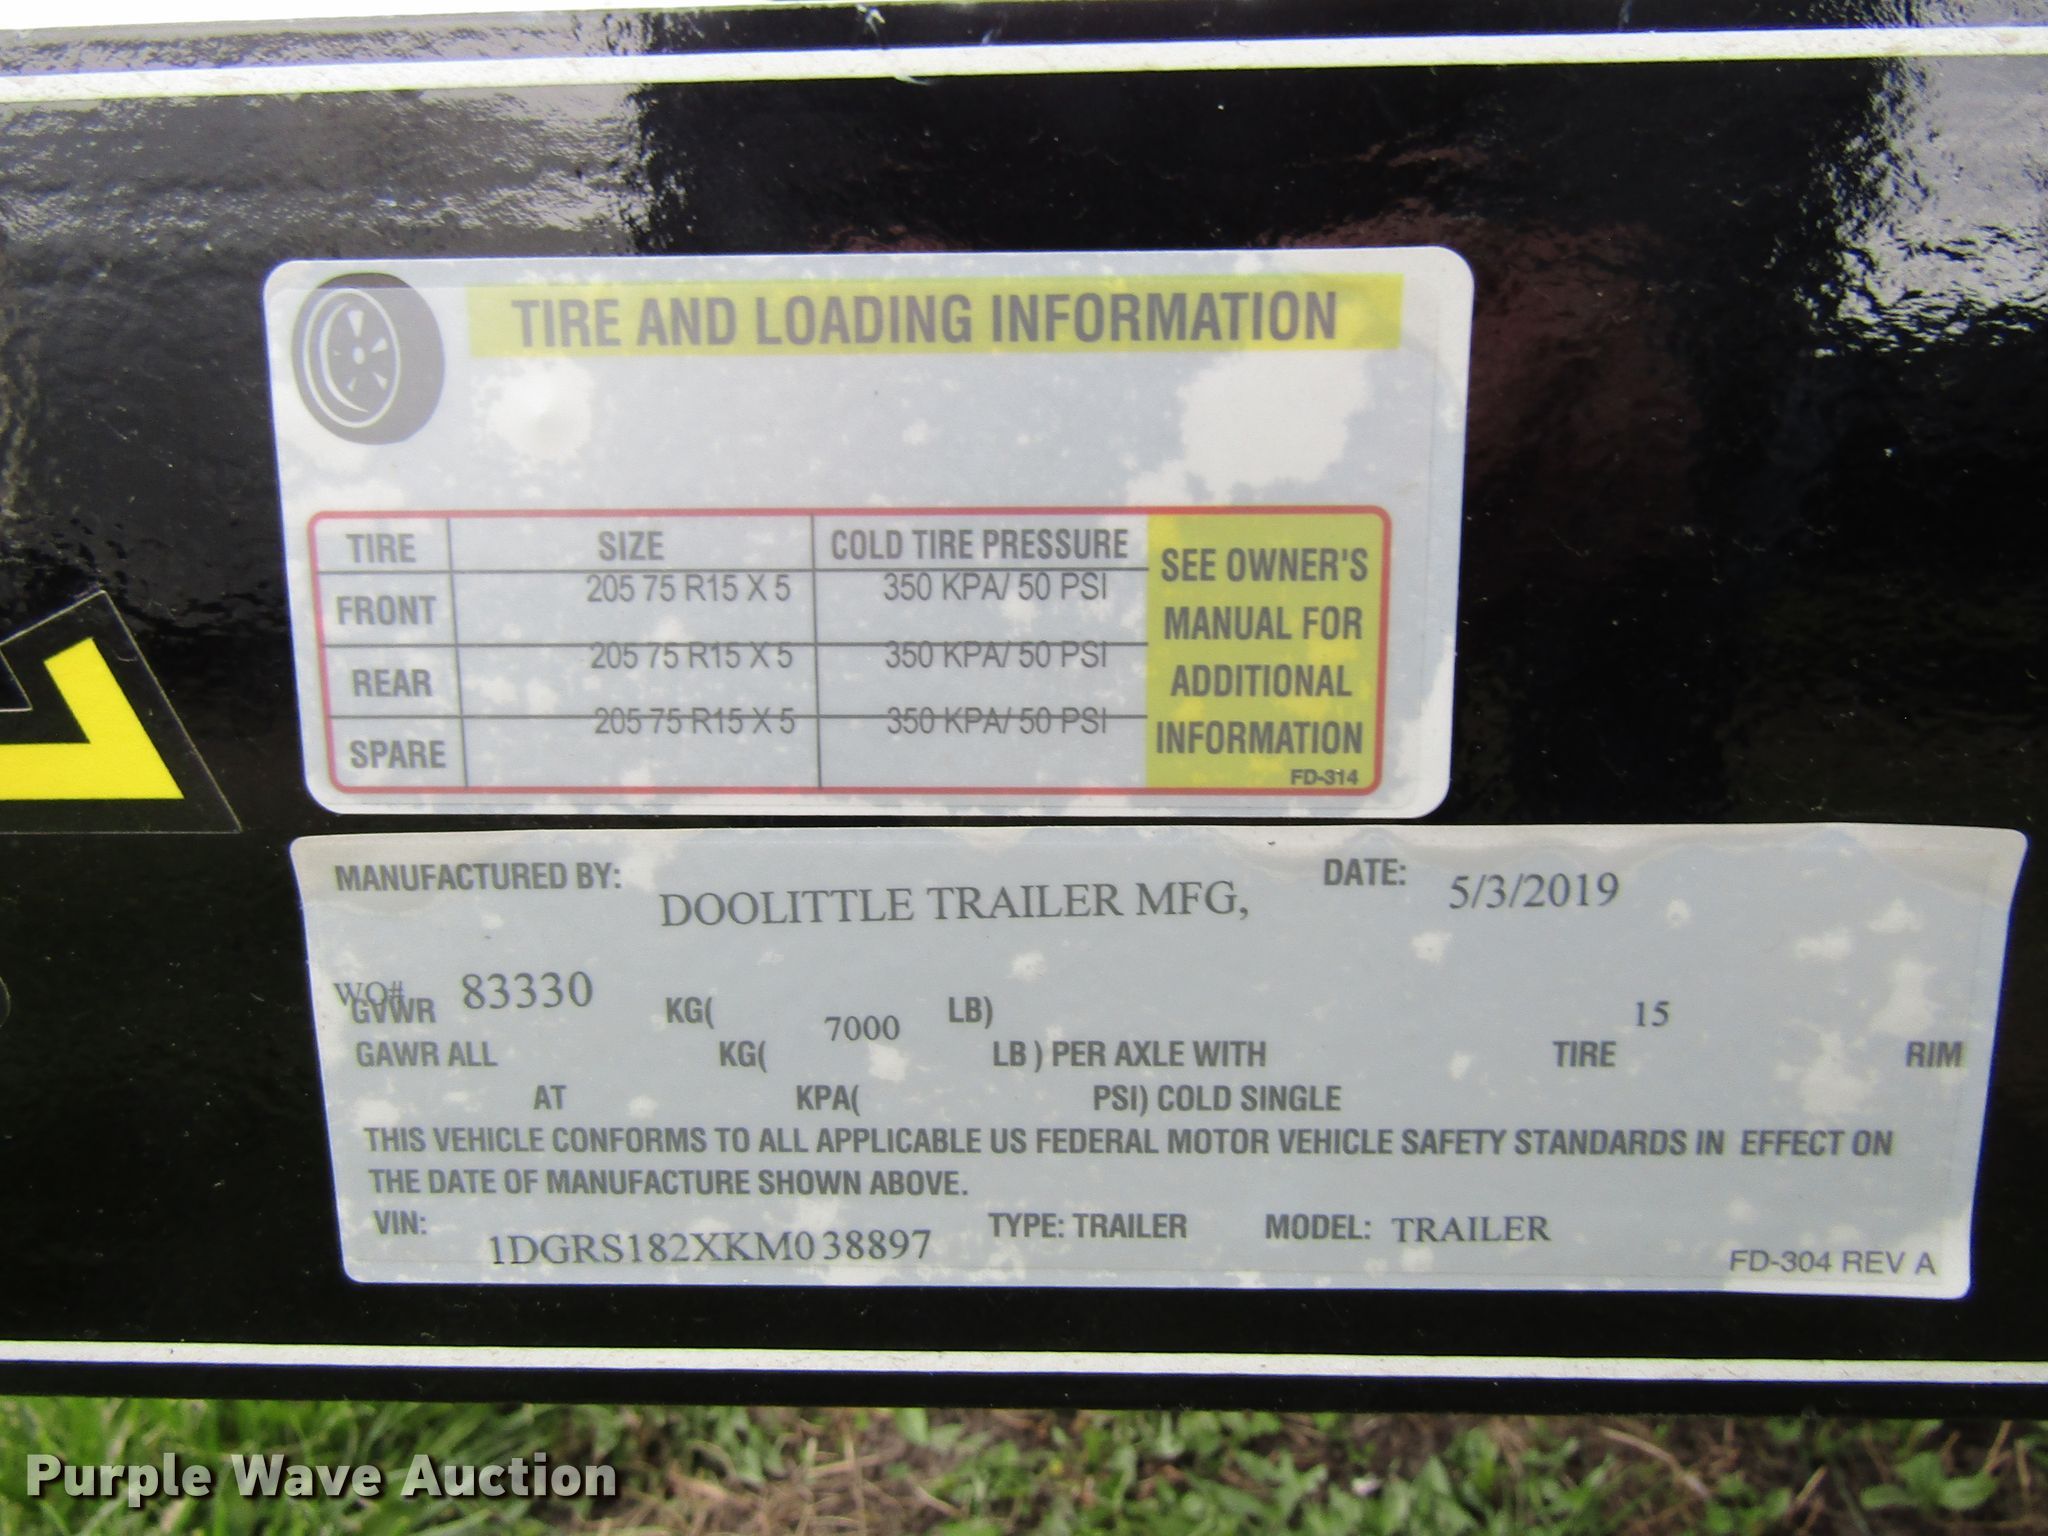 TIRE AND LOADING INFORMATION
TIRE SIZE COLD TIRE PRESSURE
FRONT 205 75 R15 X 5 350 KPA/ 50 PSI
REAR 205 75 R15 X 5 350 KPA/ 50 PSI
SPARE 205 75 R15 X 5 350 KPA/ 50 PSI
SEE OWNER'S
MANUAL FOR
ADDITIONAL
INFORMATION
FD-314
MANUFACTURED BY: DOOLITTLE TRAILER MFG, DATE: 5/3/2019
WO# 83330
GVWR KG( 7000 LB) 15
GAWR ALL KG( LB ) PER AXLE WITH TIRE RIM
AT KPA( PSI) COLD SINGLE
THIS VEHICLE CONFORMS TO ALL APPLICABLE US FEDERAL MOTOR VEHICLE SAFETY STANDARDS IN EFFECT ON
THE DATE OF MANUFACTURE SHOWN ABOVE.
VIN: 1DGRS182XKM038897 TYPE: TRAILER MODEL: TRAILER
FD-304 REV A
Purple Wave Auction